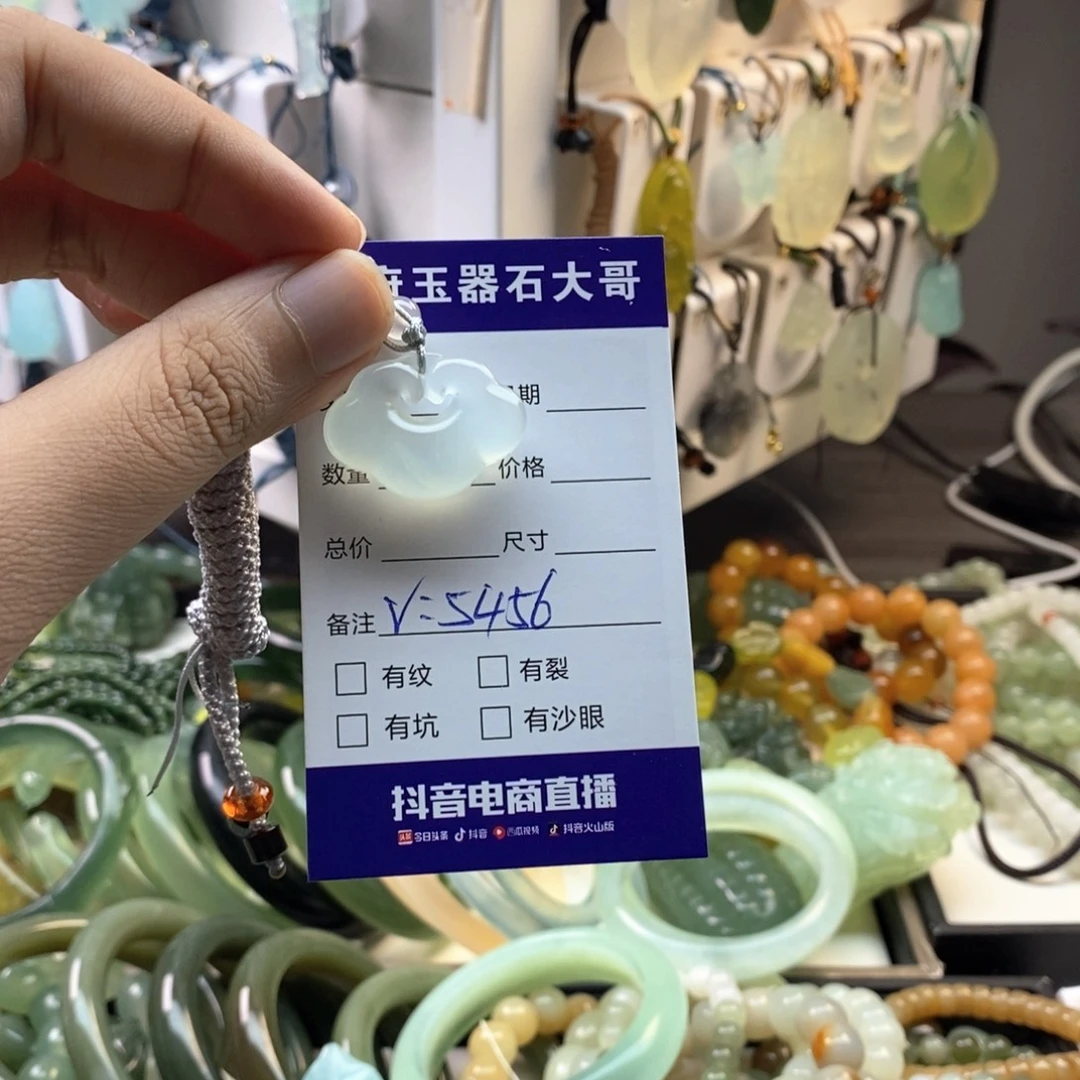 玉器石大哥
期
数量 价格
总价 尺寸
备注 V:5456
有纹 有裂
有坑 有沙眼
抖音电商直播
头条 今日头条 抖音 西瓜视频 抖音火山版